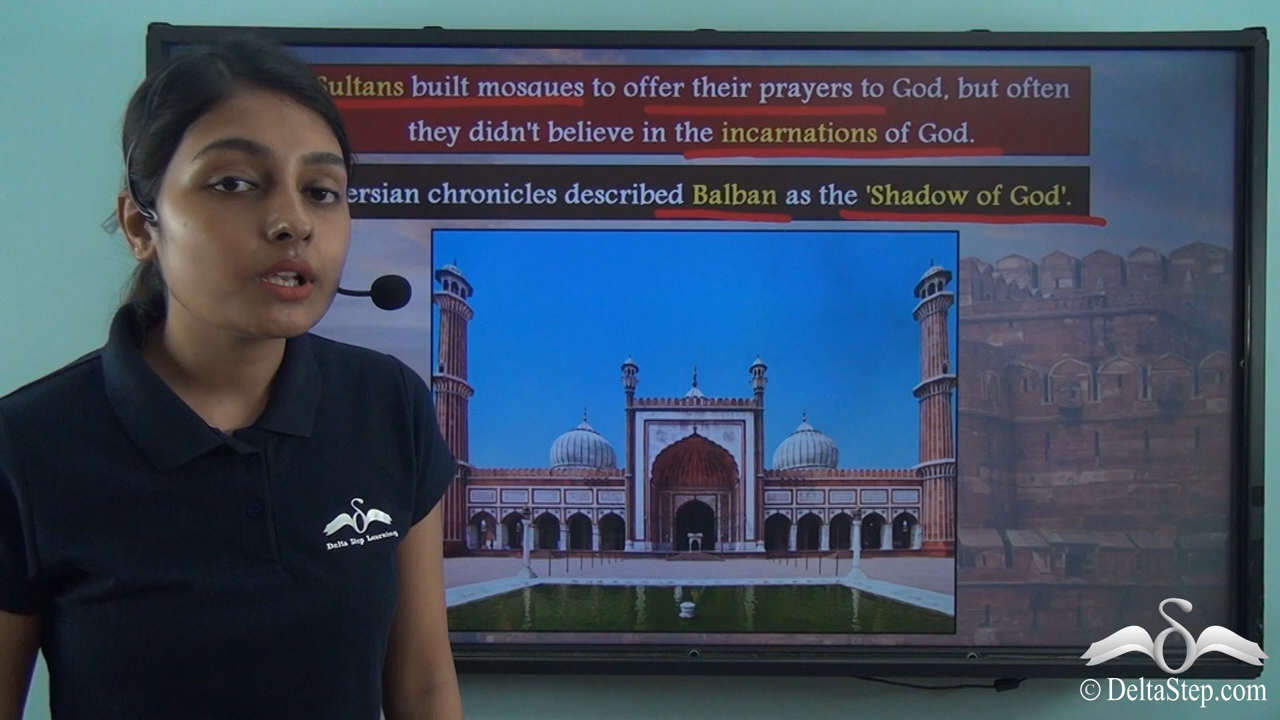 Sultans built mosques to offer their prayers to God, but often
they didn't believe in the incarnations of God.
ersian chronicles described Balban as the 'Shadow of God'.
Delta Step Learning
© DeltaStep.com